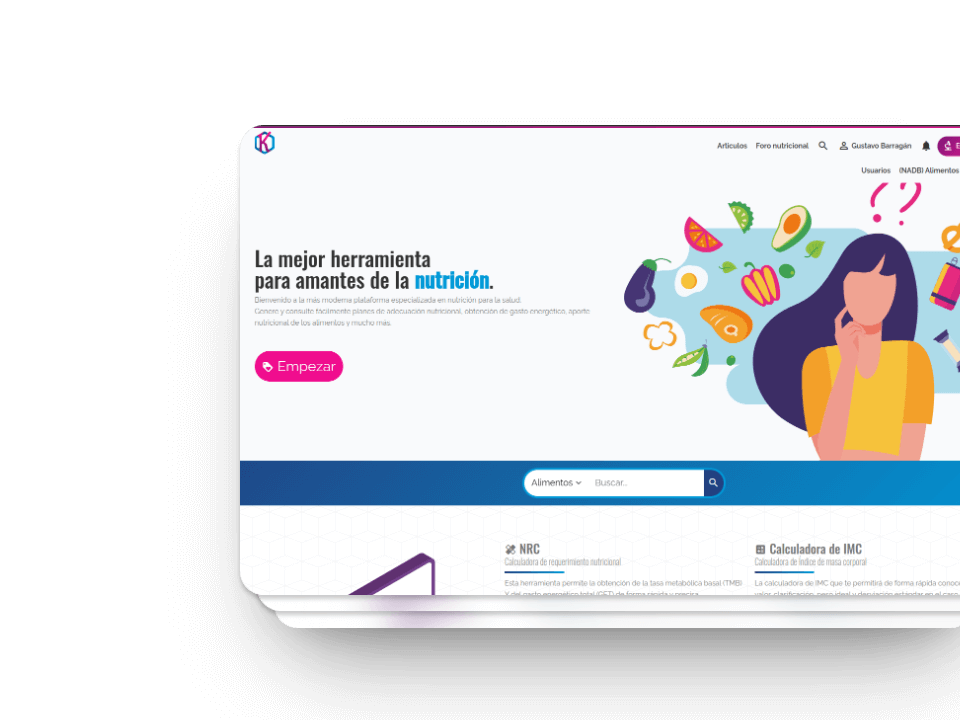 Artículos Foro nutricional Gustavo Barragán
Usuarios (NADB) Alimentos
La mejor herramienta
para amantes de la nutrición.
Bienvenido a la más moderna plataforma especializada en nutrición para la salud.
Genere y consulte fácilmente planes de adecuación nutricional, obtención de gasto energético, aporte
nutricional de los alimentos y mucho más.
Empezar
Alimentos Buscar...
NRC
Calculadora de requerimiento nutricional
Esta herramienta permite la obtención de la tasa metabólica basal (TMB)
Y del gasto energético total (GET) de forma rápida y precisa.
Calculadora de IMC
Calculadora de Índice de masa corporal
La calculadora de IMC que te permitirá de forma rápida conoce
valor, clasificación, peso ideal y desviación estándar en el caso